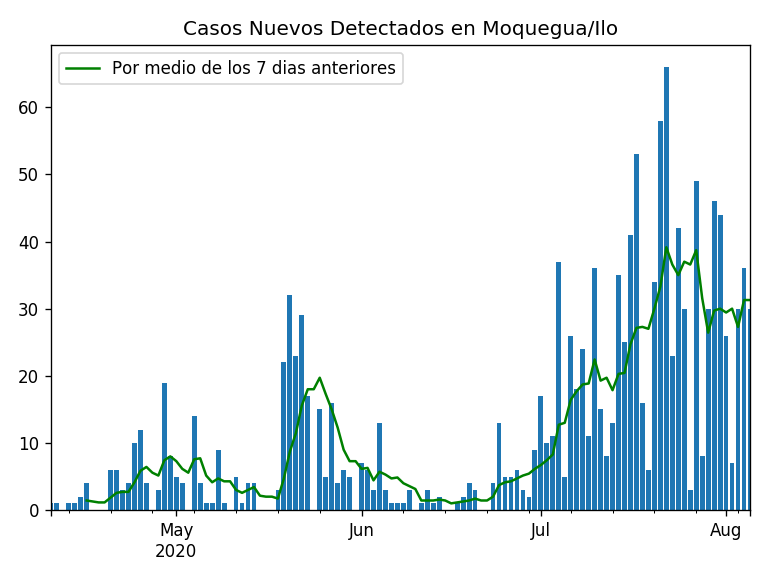 Casos Nuevos Detectados en Moquegua/Ilo
Por medio de los 7 dias anteriores
60
50
40
30
20
10
0
May
2020
Jun
Jul
Aug